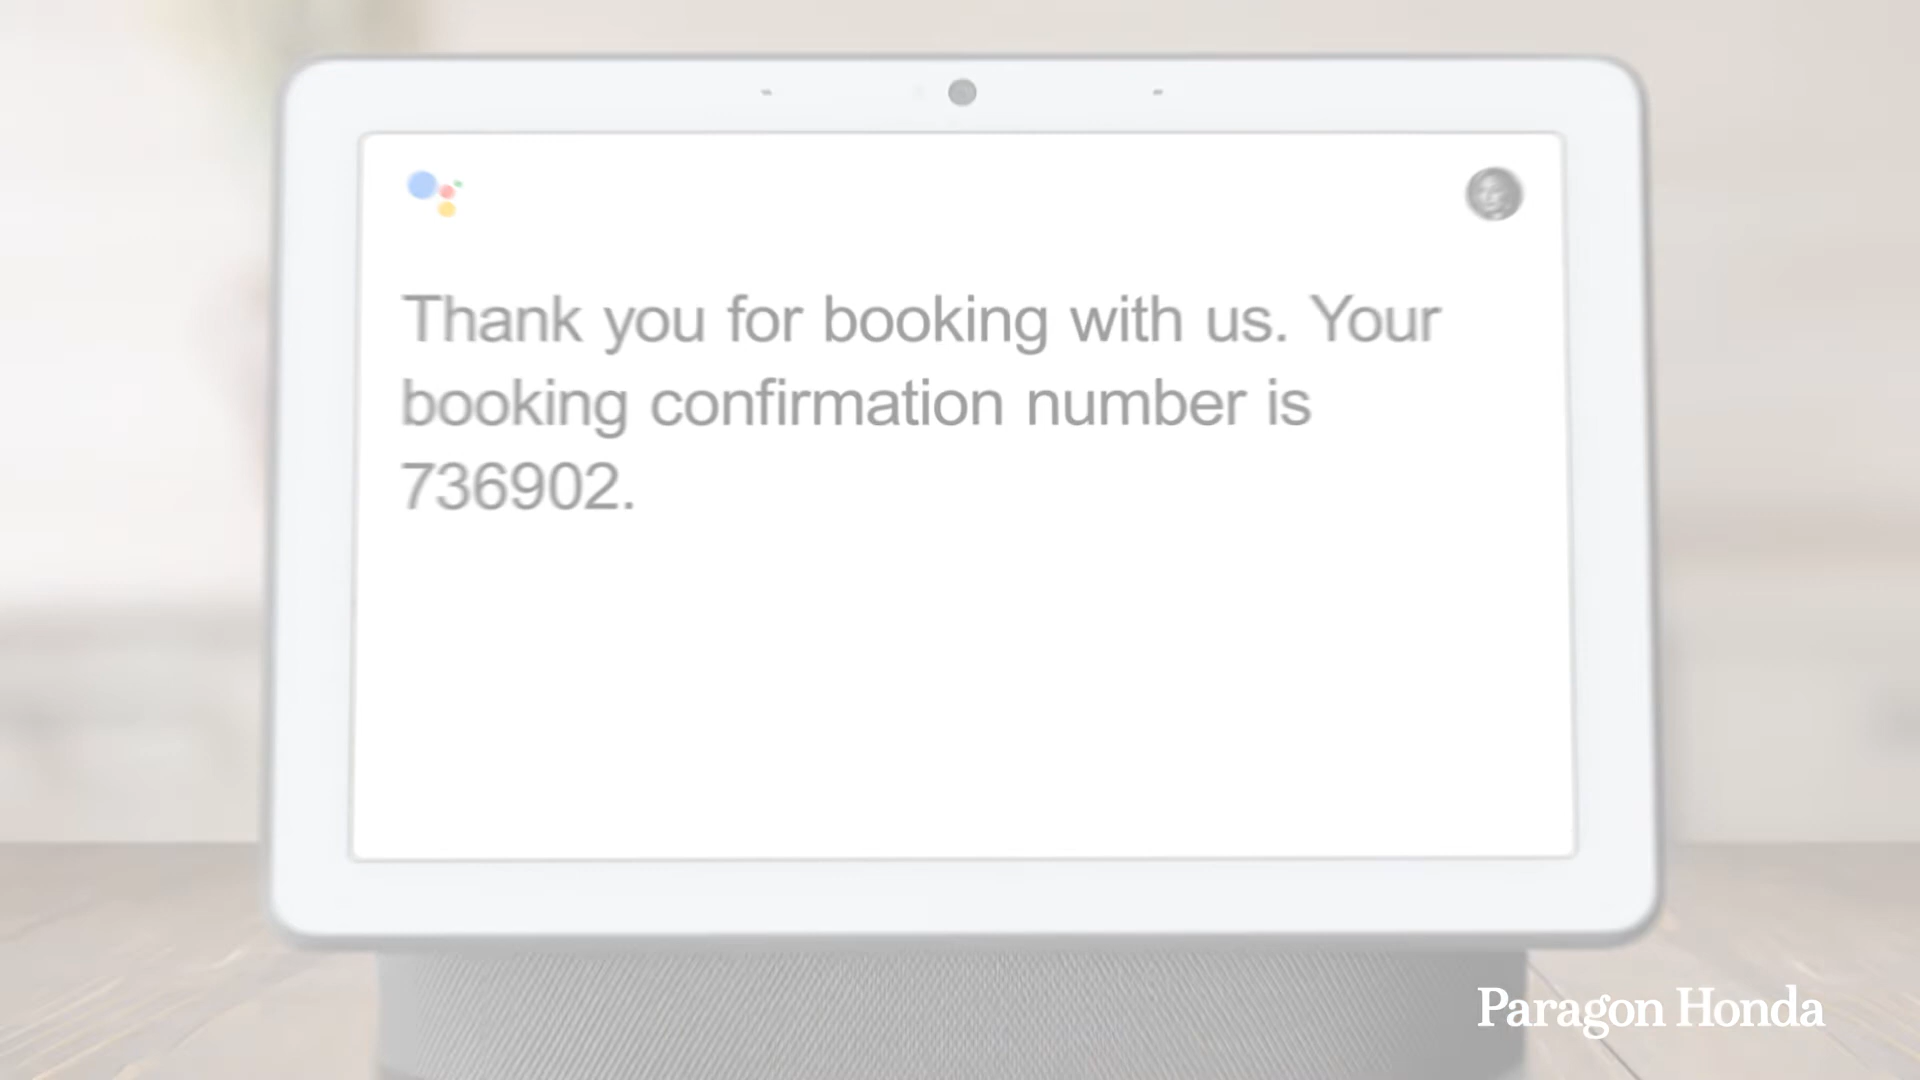 Thank you for booking with us. Your
booking confirmation number is
736902.
Paragon Honda